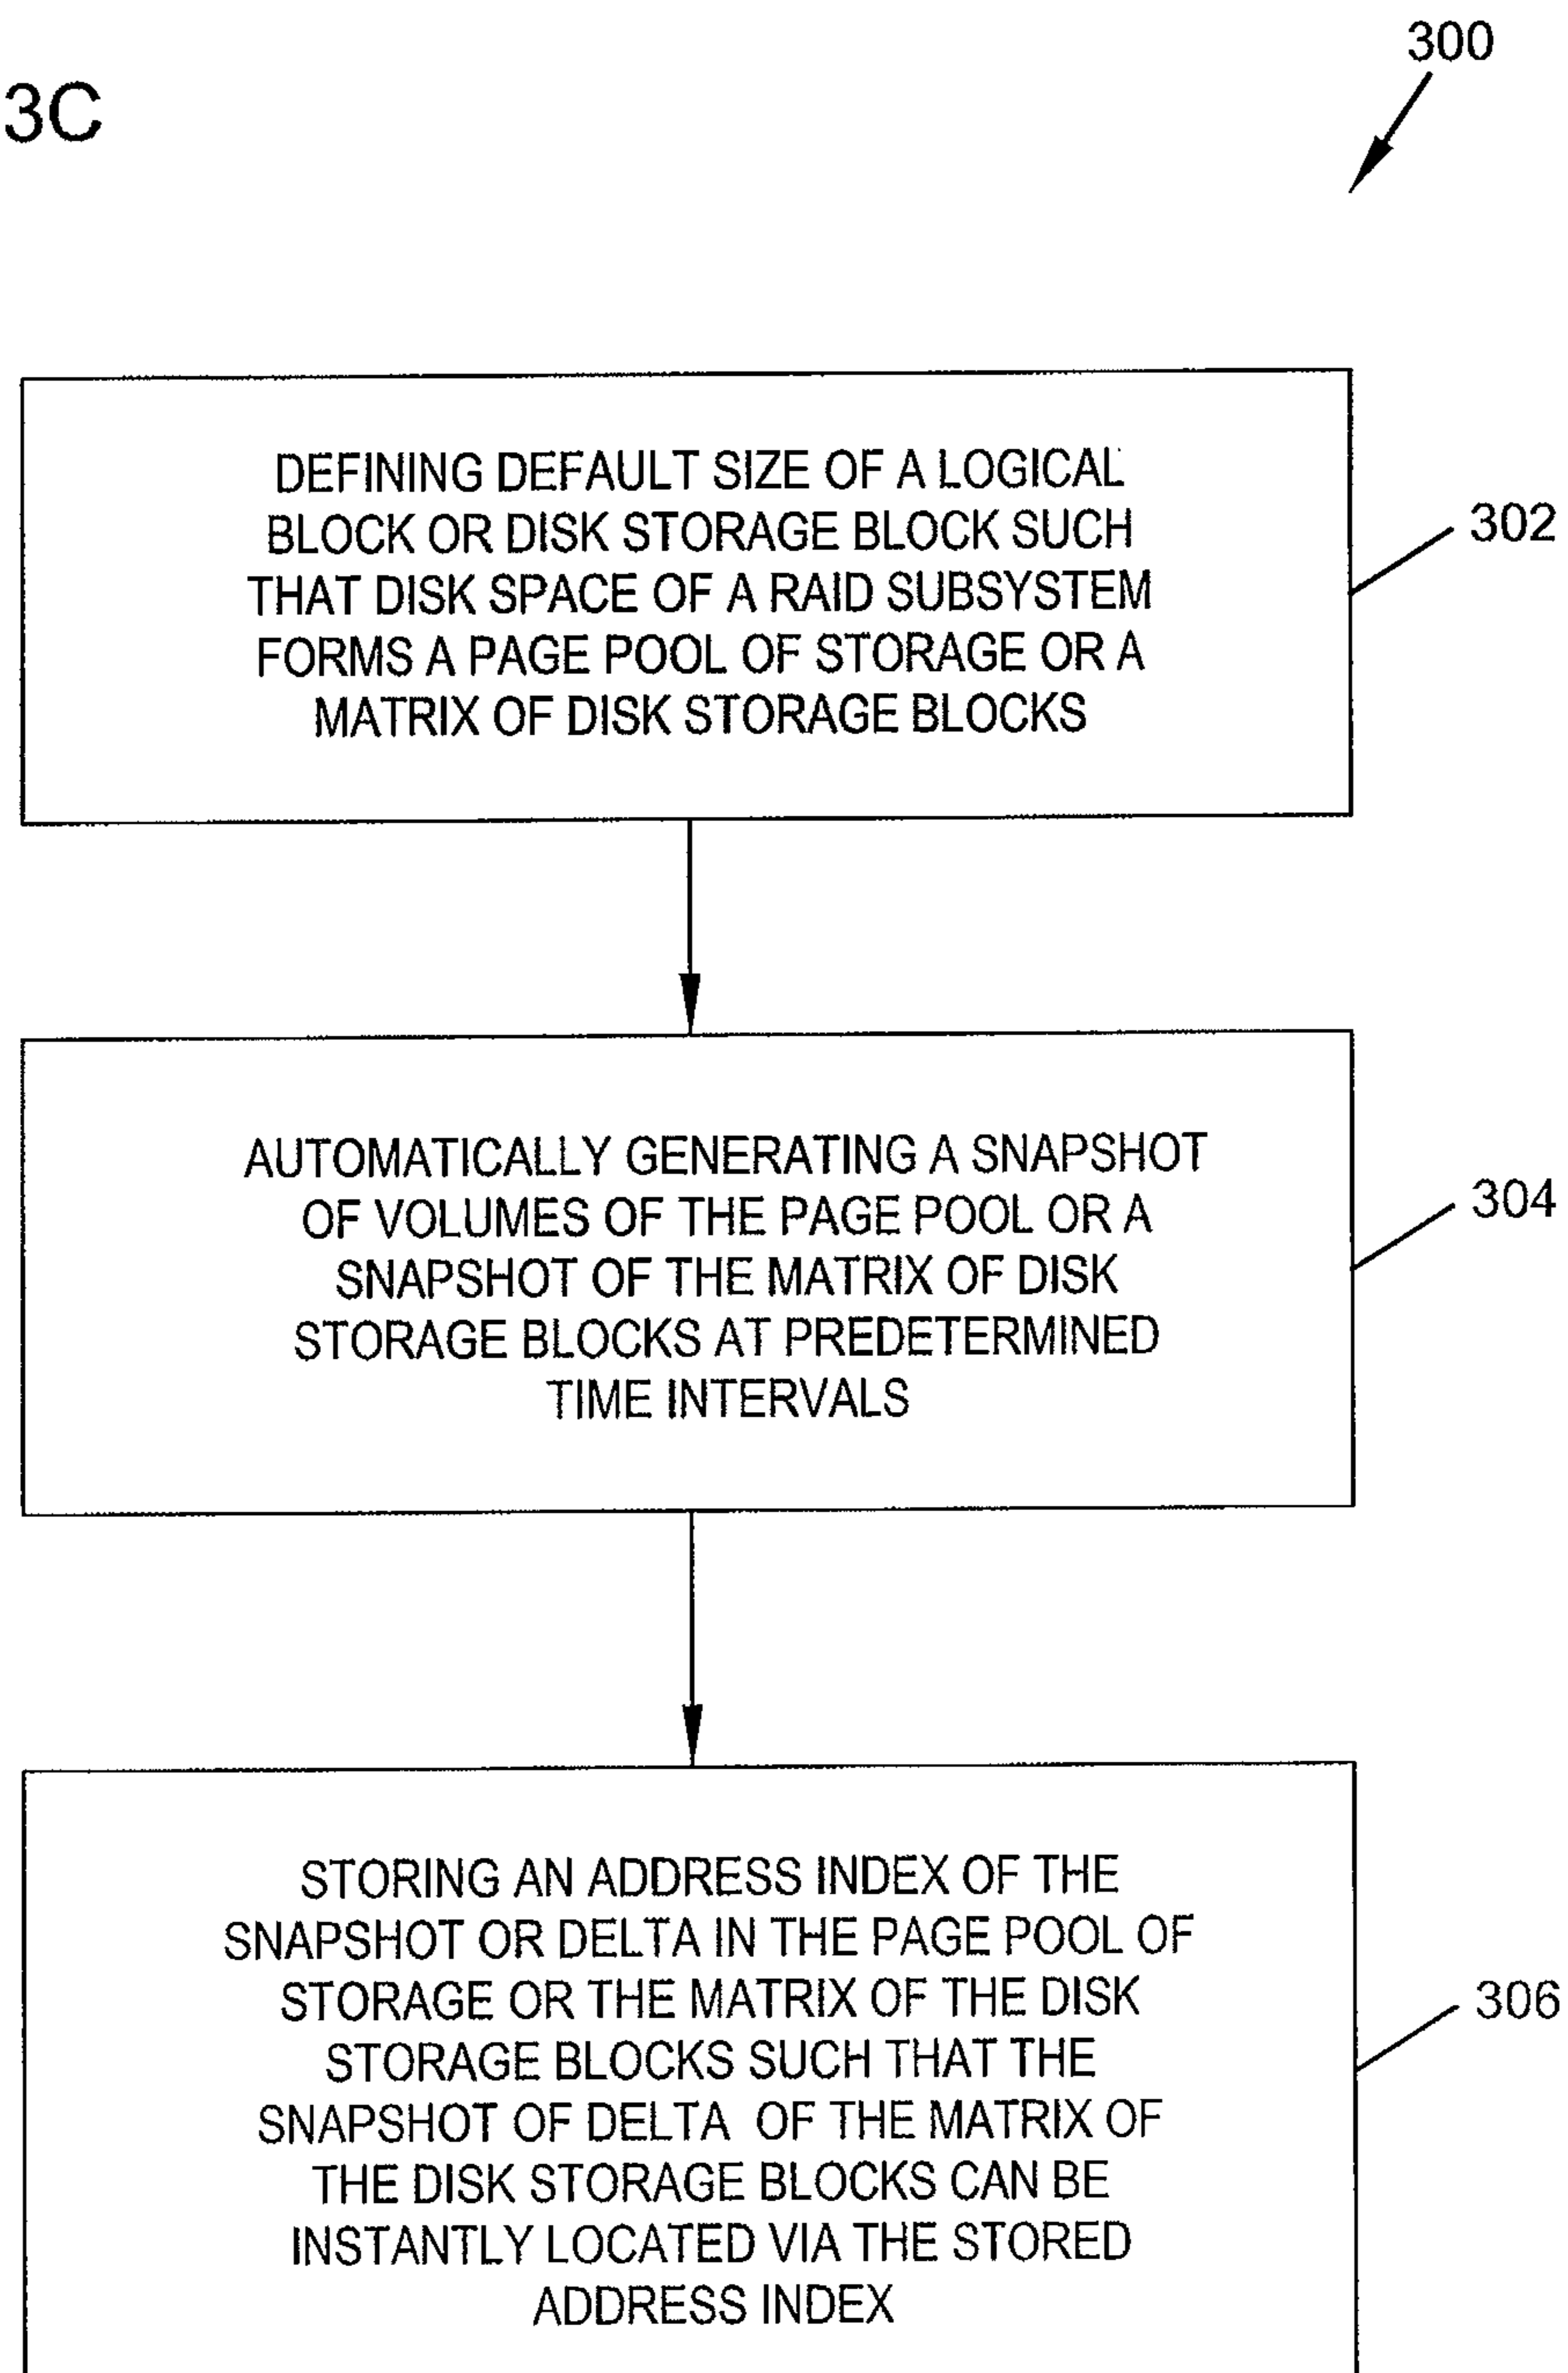 300
3C
DEFINING DEFAULT SIZE OF A LOGICAL
BLOCK OR DISK STORAGE BLOCK SUCH
THAT DISK SPACE OF A RAID SUBSYSTEM
FORMS A PAGE POOL OF STORAGE OR A
MATRIX OF DISK STORAGE BLOCKS
302
AUTOMATICALLY GENERATING A SNAPSHOT
OF VOLUMES OF THE PAGE POOL OR A
SNAPSHOT OF THE MATRIX OF DISK
STORAGE BLOCKS AT PREDETERMINED
TIME INTERVALS
304
STORING AN ADDRESS INDEX OF THE
SNAPSHOT OR DELTA IN THE PAGE POOL OF
STORAGE OR THE MATRIX OF THE DISK
STORAGE BLOCKS SUCH THAT THE
SNAPSHOT OF DELTA OF THE MATRIX OF
THE DISK STORAGE BLOCKS CAN BE
INSTANTLY LOCATED VIA THE STORED
ADDRESS INDEX
306